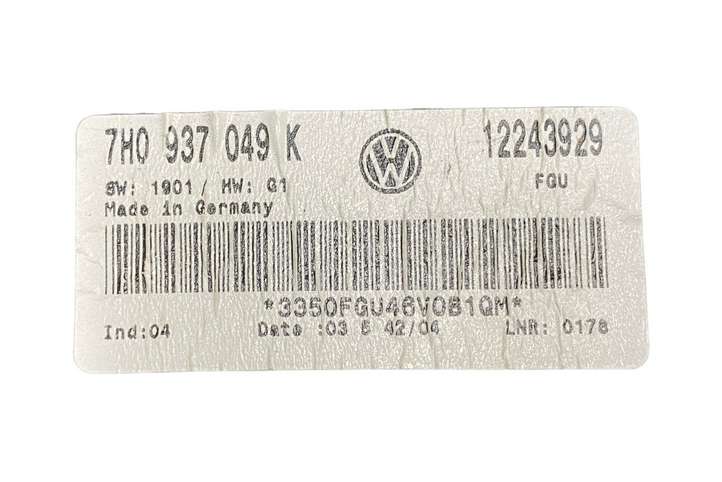 7H0 937 049 K 12243929
SW: 1901 / HW: G1 FGU
Made in Germany
*3350FGU46V0B1QM*
Ind:04 Date :03 5 42/04 LNR: 0176